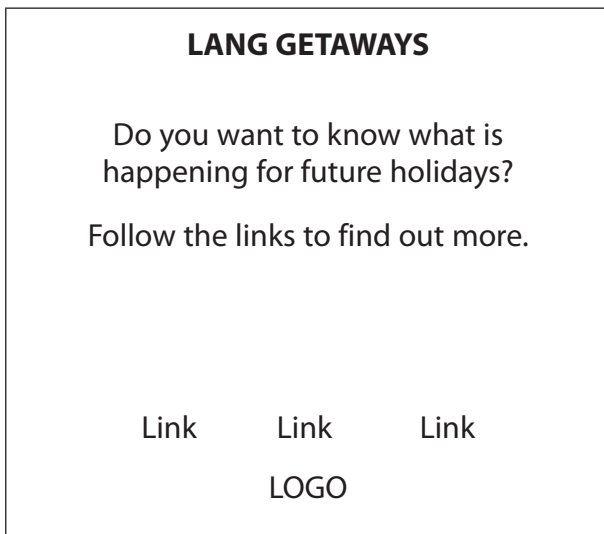 LANG GETAWAYS
Do you want to know what is
happening for future holidays?
Follow the links to find out more.
Link Link Link
LOGO